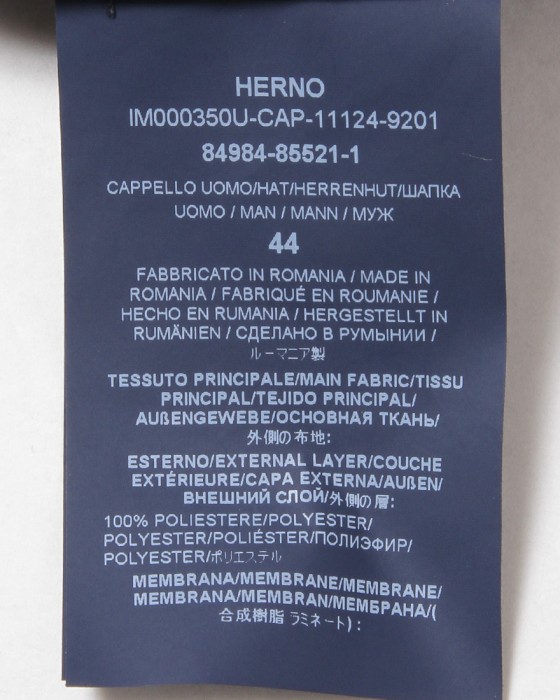 HERNO
IM000350U-CAP-11124-9201
84984-85521-1
CAPPELLO UOMO/HAT/HERRENHUT/ШАПКА
UOMO / MAN / MANN / МУЖ
44
FABBRICATO IN ROMANIA / MADE IN
ROMANIA / FABRIQUÉ EN ROUMANIE /
HECHO EN RUMANIA / HERGESTELLT IN
RUMÄNIEN / СДЕЛАНО В РУМЫНИИ /
ルーマニア製
TESSUTO PRINCIPALE/MAIN FABRIC/TISSU
PRINCIPAL/TEJIDO PRINCIPAL/
AUßENGEWEBE/ОСНОВНАЯ ТКАНЬ/
外側の布地:
ESTERNO/EXTERNAL LAYER/COUCHE
EXTÉRIEURE/CAPA EXTERNA/AUßEN/
ВНЕШНИЙ СЛОЙ/外側の層:
100% POLIESTERE/POLYESTER/
POLYESTER/POLIÉSTER/ПОЛИЭФИР/
POLYESTER/ポリエステル
MEMBRANA/MEMBRANE/MEMBRANE/
MEMBRANA/MEMBRAN/МЕМБРАНА/(
合成樹脂 ラミネート):